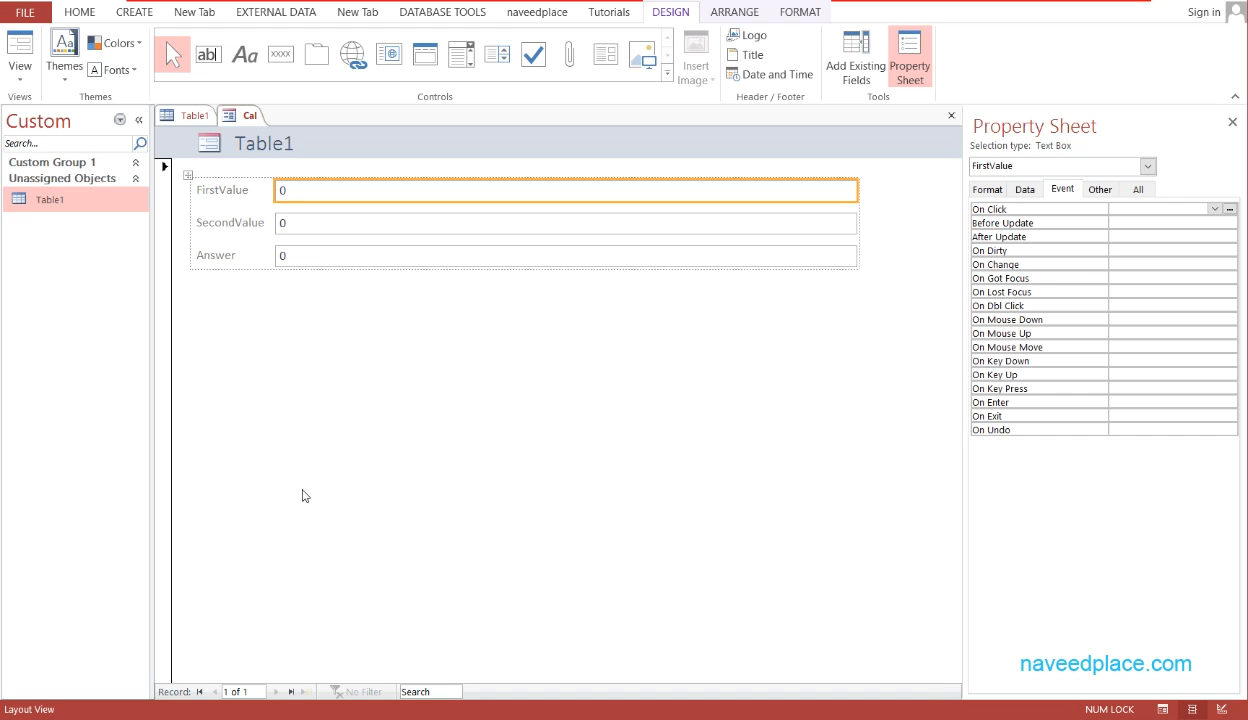 FILE HOME CREATE New Tab EXTERNAL DATA New Tab DATABASE TOOLS naveedplace Tutorials DESIGN ARRANGE FORMAT Sign in
View
Views
Aa
Themes
Colors
A Fonts
Themes
ab
Aa
xxxx
Controls
Insert
Image
Logo
Title
Date and Time
Header / Footer
Add Existing
Fields
Property
Sheet
Tools
Custom
Search...
Custom Group 1
Unassigned Objects
Table1
Table1 Cal
Table1
FirstValue 0
SecondValue 0
Answer 0
Record: 1 of 1 No Filter Search
Property Sheet
Selection type: Text Box
FirstValue
Format Data Event Other All
On Click
Before Update
After Update
On Dirty
On Change
On Got Focus
On Lost Focus
On Dbl Click
On Mouse Down
On Mouse Up
On Mouse Move
On Key Down
On Key Up
On Key Press
On Enter
On Exit
On Undo
naveedplace.com
Layout View NUM LOCK